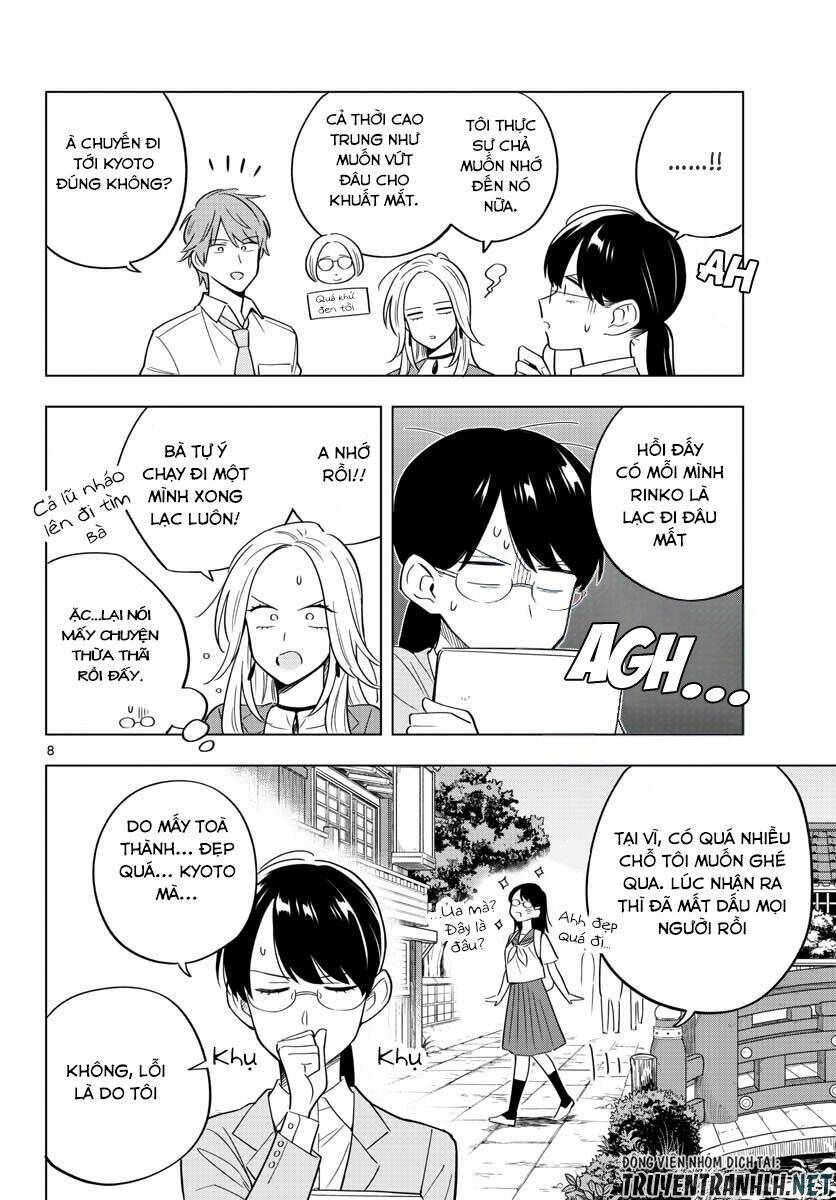 À CHUYẾN ĐI
TỚI KYOTO
ĐÚNG KHÔNG?
CẢ THỜI CAO
TRUNG NHƯ
MUỐN VỨT
ĐÂU CHO
KHUẤT MẮT.
Quá khứ
đen tối
TÔI THỰC
SỰ CHẢ
MUỐN NHỚ
ĐẾN NÓ
NỮA.
.......!!
AH
Cả lũ nháo
lên đi tìm
Bà
BÀ TỰ Ý
CHẠY ĐI MỘT
MÌNH XONG
LẠC LUÔN!
A NHỚ
RỒI!!
ẶC...LẠI NÓI
MẤY CHUYỆN
THỪA THÃI
RỒI ĐẤY.
HỒI ĐẤY
CÓ MỖI MÌNH
RINKO LÀ
LẠC ĐI ĐÂU
MẤT
AGH...
8
DO MẤY TOÀ
THÀNH... ĐẸP
QUÁ... KYOTO
MÀ...
TẠI VÌ, CÓ QUÁ NHIỀU
CHỖ TÔI MUỐN GHÉ
QUA. LÚC NHẬN RA
THÌ ĐÃ MẤT DẤU MỌI
NGƯỜI RỒI
...Ủa mà?
Đây là
đâu?
Ahh đẹp
Quá đi...
KHÔNG, LỖI
LÀ DO TÔI
Khụ
Khụ
ĐỘNG VIÊN NHÓM DỊCH TẠI:
TRUYENTRANHLH.NET